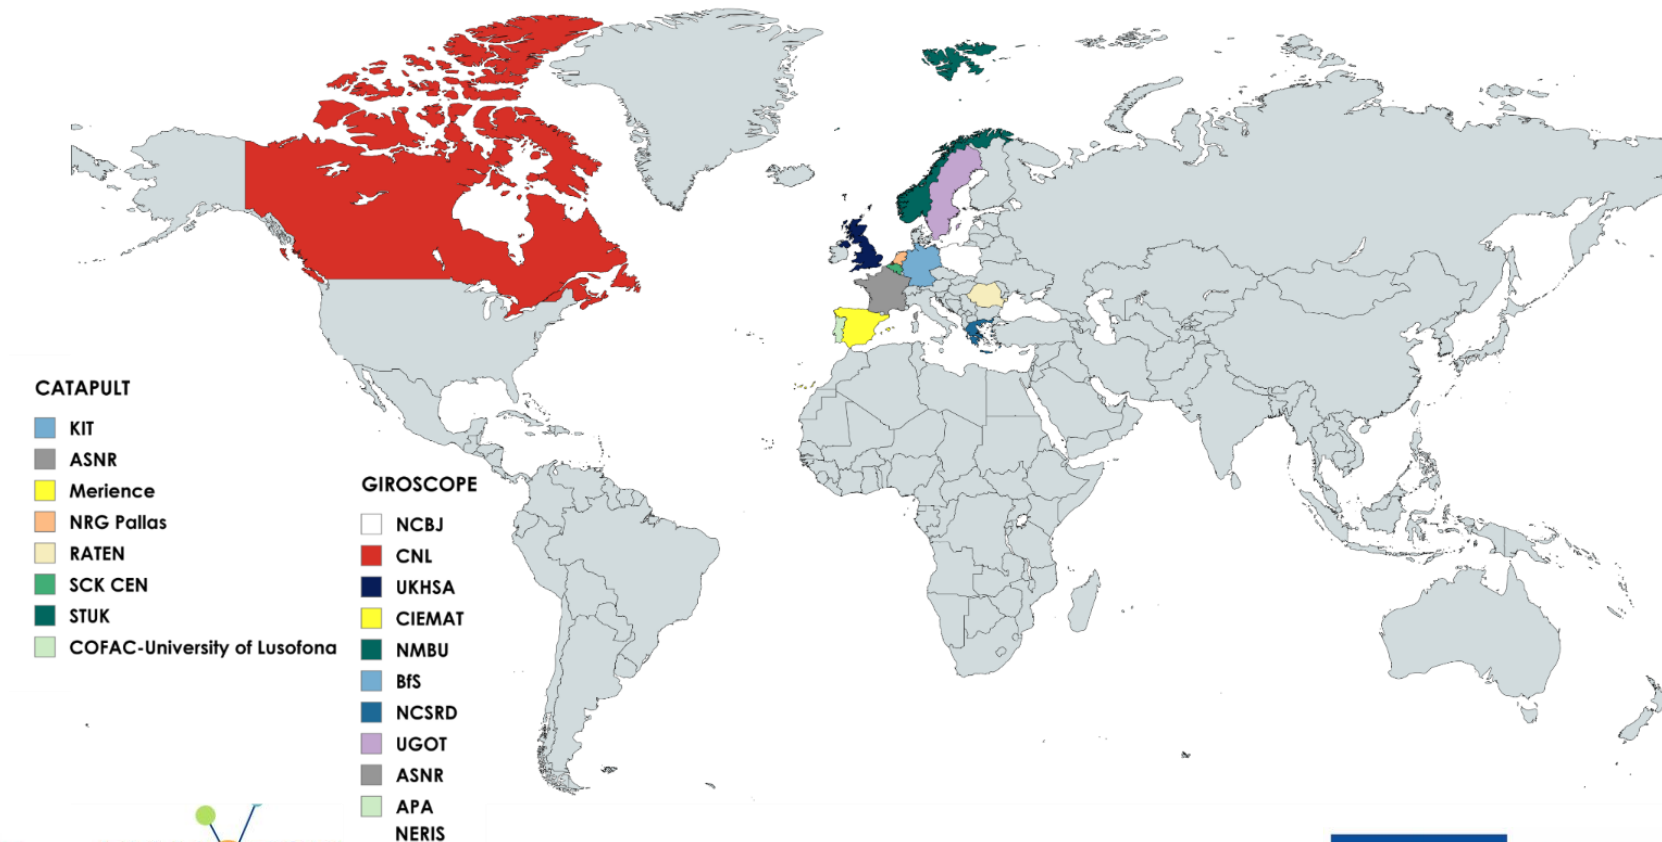 CATAPULT
KIT
ASNR
Merience
NRG Pallas
RATEN
SCK CEN
STUK
COFAC-University of Lusofona
GIROSCOPE
NCBJ
CNL
UKHSA
CIEMAT
NMBU
BfS
NCSRD
UGOT
ASNR
APA
NERIS